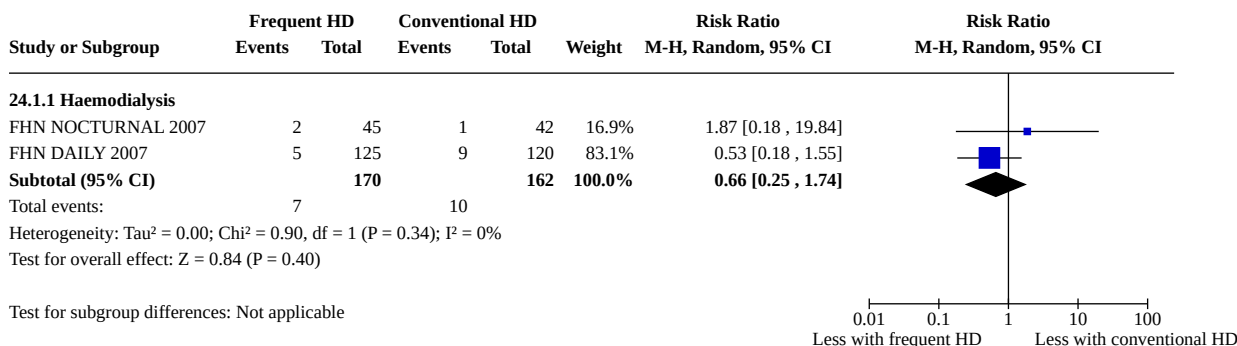 Frequent HD Conventional HD Risk Ratio Risk Ratio
Study or Subgroup Events Total Events Total Weight M-H, Random, 95% CI M-H, Random, 95% CI
24.1.1 Haemodialysis
FHN NOCTURNAL 2007 2 45 1 42 16.9% 1.87 [0.18 , 19.84]
FHN DAILY 2007 5 125 9 120 83.1% 0.53 [0.18 , 1.55]
Subtotal (95% CI) 170 162 100.0% 0.66 [0.25 , 1.74]
Total events: 7 10
Heterogeneity: Tau² = 0.00; Chi² = 0.90, df = 1 (P = 0.34); I² = 0%
Test for overall effect: Z = 0.84 (P = 0.40)
Test for subgroup differences: Not applicable
0.01 0.1 1 10 100
Less with frequent HD Less with conventional HD